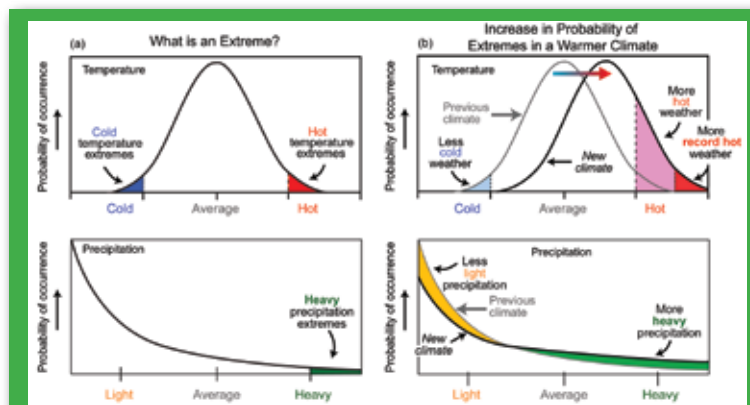 (a)
What is an Extreme?
Temperature
Probability of occurrence
Cold
temperature
extremes
Hot
temperature
extremes
Cold
Average
Hot
Precipitation
Probability of occurrence
Heavy
precipitation
extremes
Light
Average
Heavy
(b)
Increase in Probability of
Extremes in a Warmer Climate
Temperature
Probability of occurrence
Previous
climate
Less
cold
weather
New
climate
More
hot
weather
More
record hot
weather
Cold
Average
Hot
Precipitation
Probability of occurrence
Less
light
precipitation
Previous
climate
New
climate
More
heavy
precipitation
Light
Average
Heavy